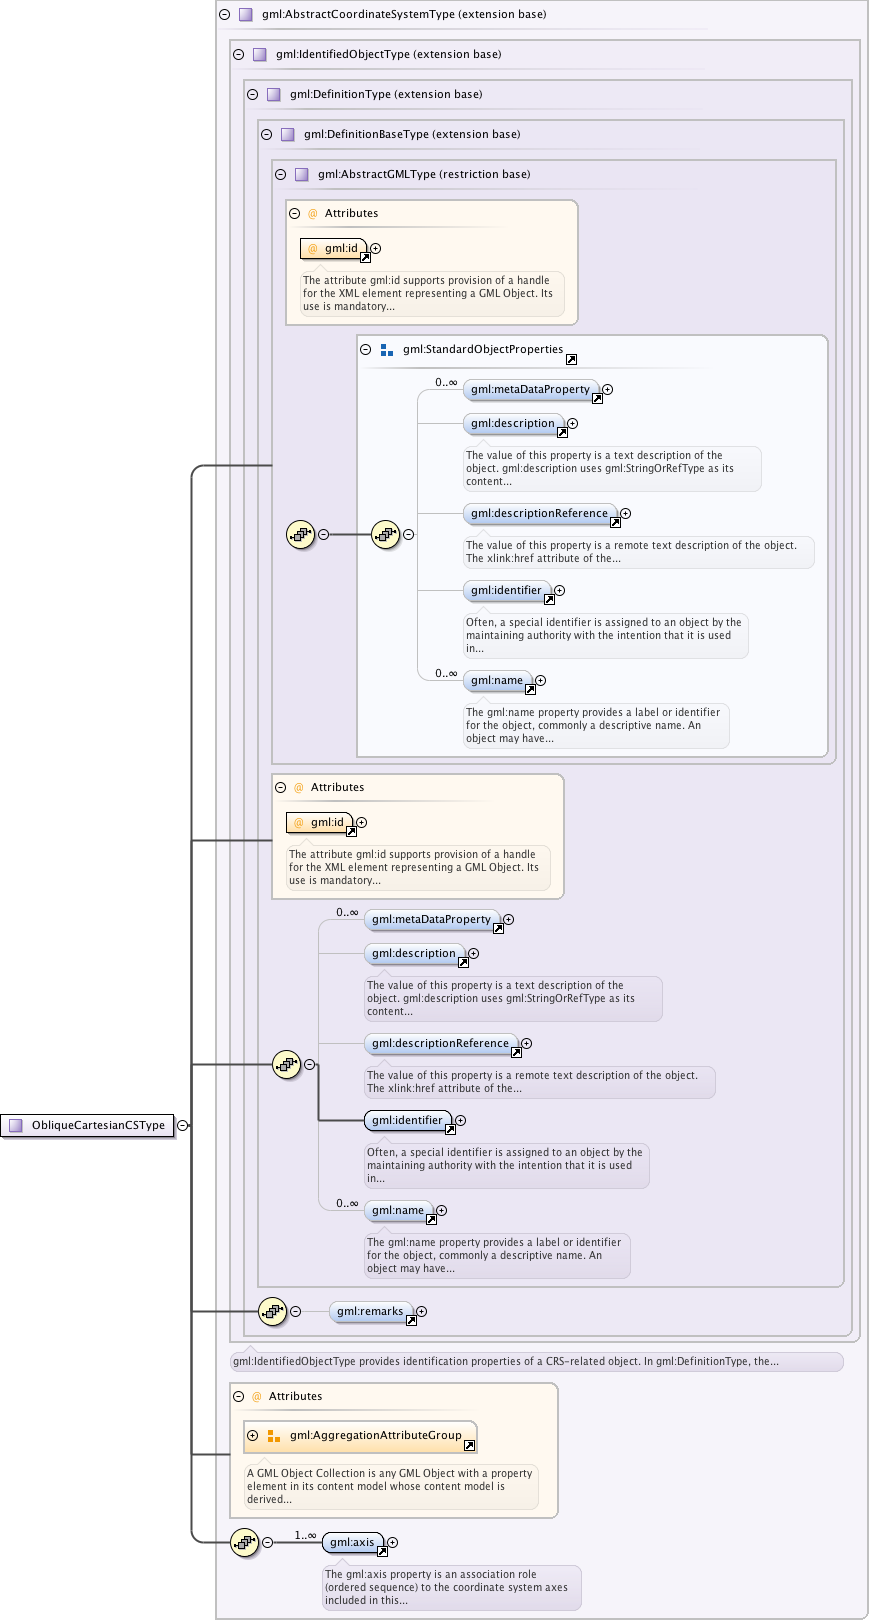 gml:AbstractCoordinateSystemType (extension base)
gml:IdentifiedObjectType (extension base)
gml:DefinitionType (extension base)
gml:DefinitionBaseType (extension base)
gml:AbstractGMLType (restriction base)
@ Attributes
@ gml:id
The attribute gml:id supports provision of a handle
for the XML element representing a GML Object. Its
use is mandatory...
gml:StandardObjectProperties
0..∞
gml:metaDataProperty
gml:description
The value of this property is a text description of the
object. gml:description uses gml:StringOrRefType as its
content...
gml:descriptionReference
The value of this property is a remote text description of the object.
The xlink:href attribute of the...
gml:identifier
Often, a special identifier is assigned to an object by the
maintaining authority with the intention that it is used
in...
0..∞
gml:name
The gml:name property provides a label or identifier
for the object, commonly a descriptive name. An
object may have...
@ Attributes
@ gml:id
The attribute gml:id supports provision of a handle
for the XML element representing a GML Object. Its
use is mandatory...
0..∞
gml:metaDataProperty
gml:description
The value of this property is a text description of the
object. gml:description uses gml:StringOrRefType as its
content...
gml:descriptionReference
The value of this property is a remote text description of the object.
The xlink:href attribute of the...
ObliqueCartesianCSType
gml:identifier
Often, a special identifier is assigned to an object by the
maintaining authority with the intention that it is used
in...
0..∞
gml:name
The gml:name property provides a label or identifier
for the object, commonly a descriptive name. An
object may have...
gml:remarks
gml:IdentifiedObjectType provides identification properties of a CRS-related object. In gml:DefinitionType, the...
@ Attributes
gml:AggregationAttributeGroup
A GML Object Collection is any GML Object with a property
element in its content model whose content model is
derived...
1..∞
gml:axis
The gml:axis property is an association role
(ordered sequence) to the coordinate system axes
included in this...